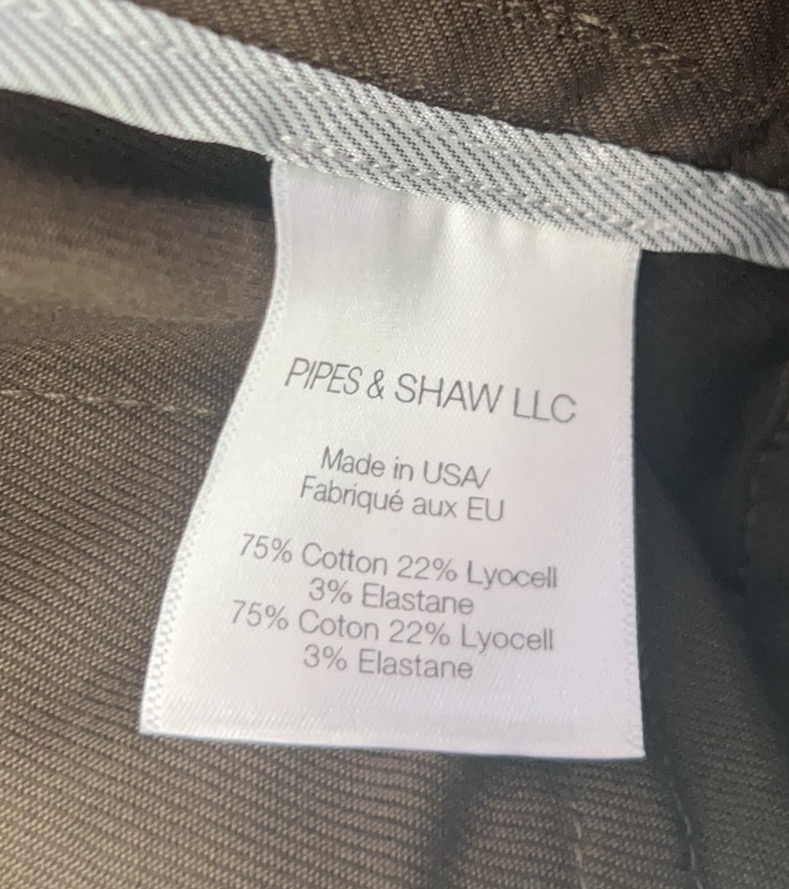 PIPES & SHAW LLC
Made in USA/
Fabriqué aux EU
75% Cotton 22% Lyocell
3% Elastane
75% Coton 22% Lyocell
3% Elastane